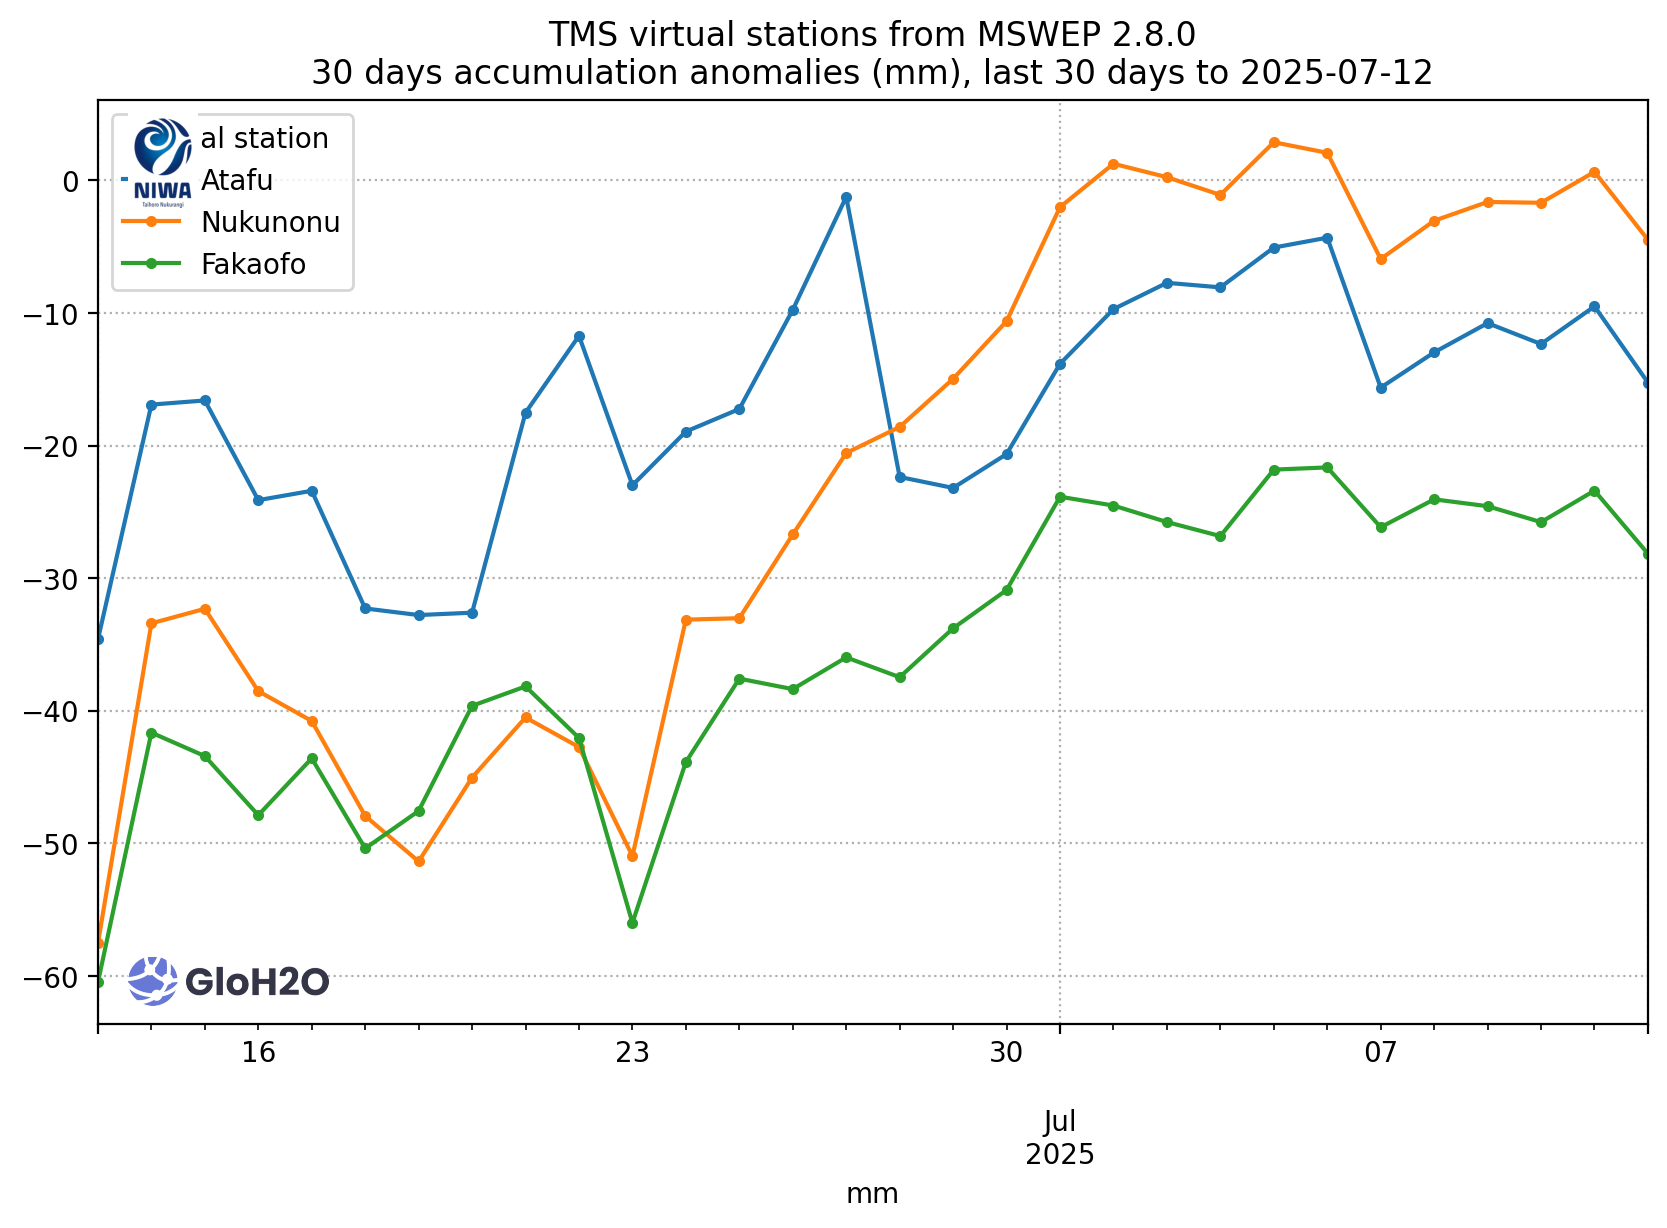 TMS virtual stations from MSWEP 2.8.0
30 days accumulation anomalies (mm), last 30 days to 2025-07-12
al station
NIWA
Taihoro Nukurangi
Atafu
Nukunonu
Fakaofo
0
−10
−20
−30
−40
−50
−60
GloH2O
16 23 30 07
Jul
2025
mm